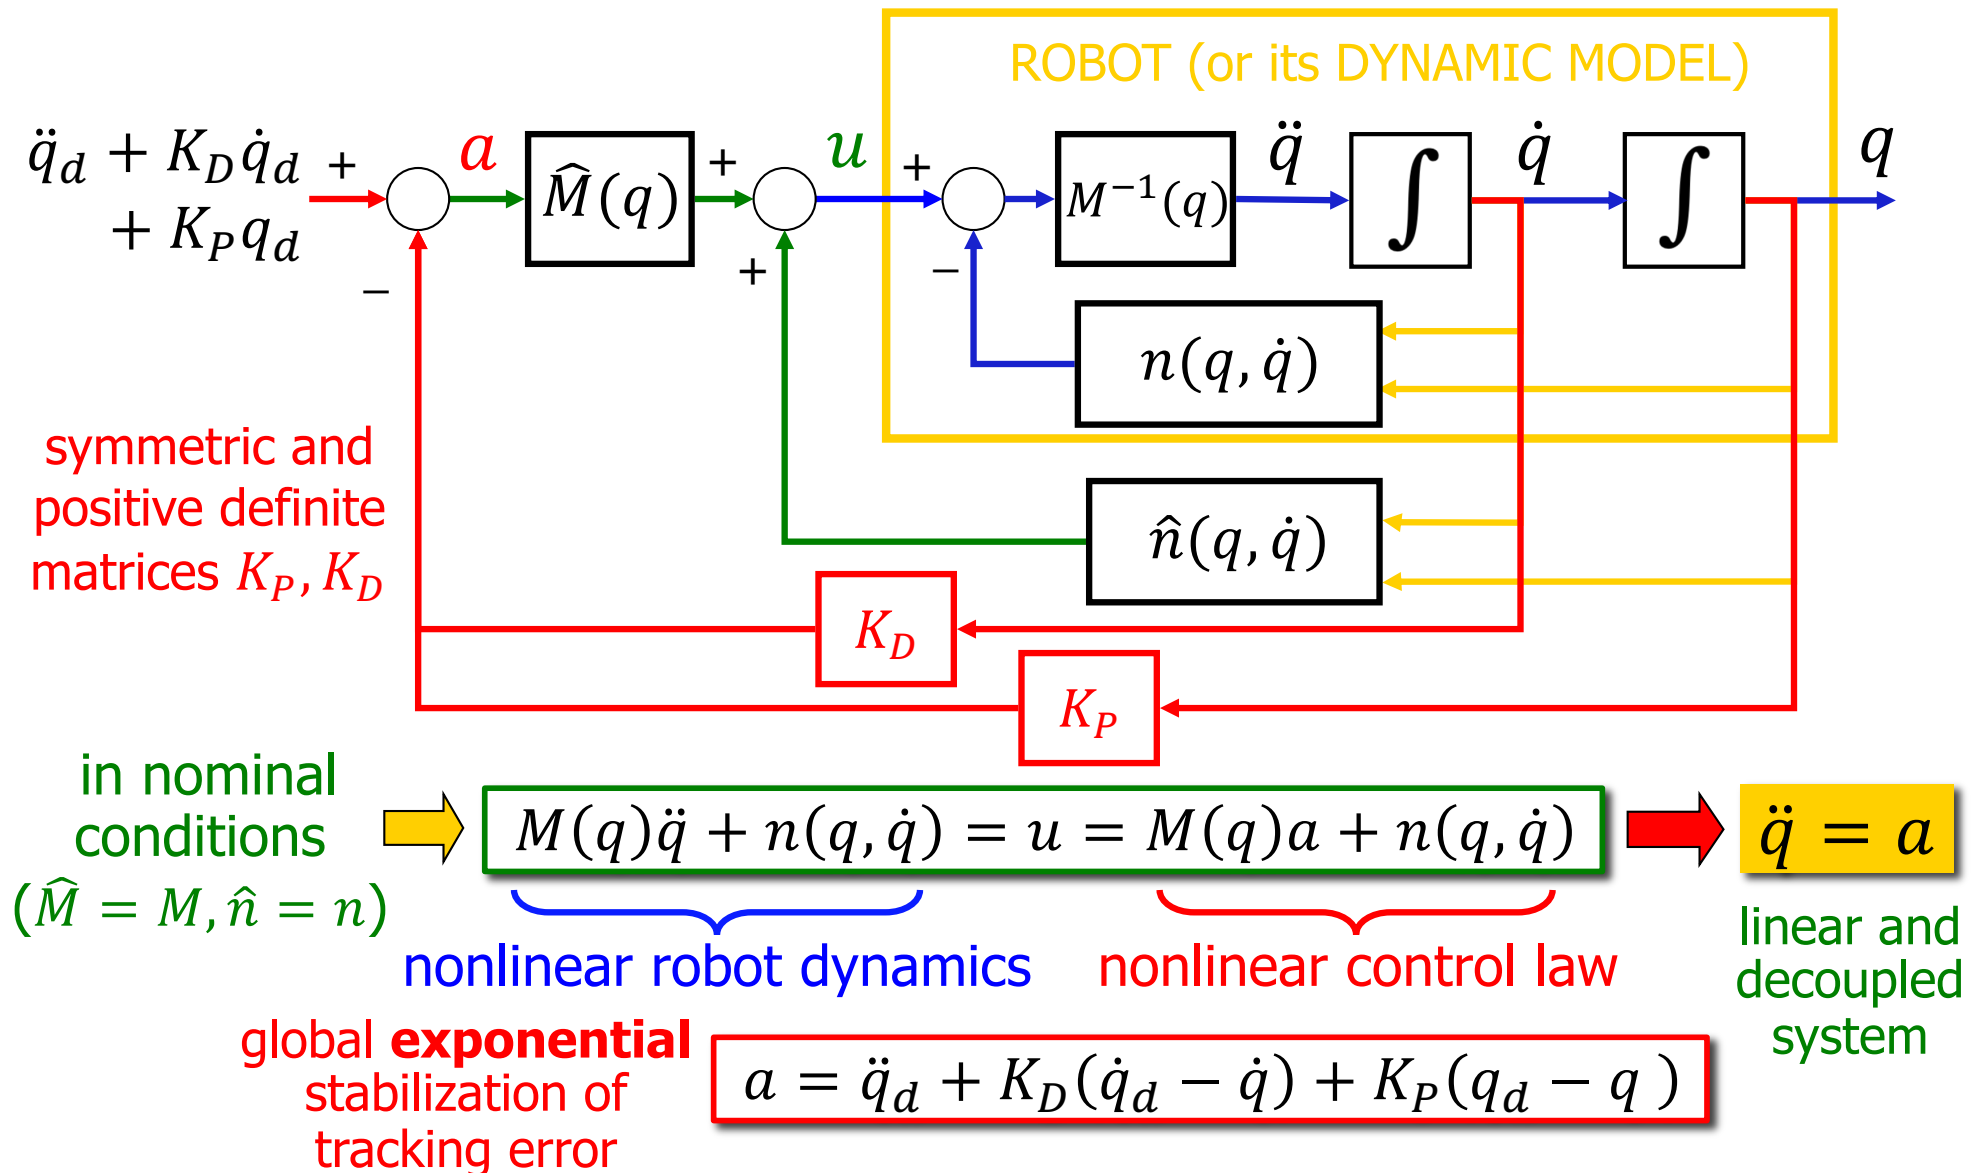 ROBOT (or its DYNAMIC MODEL)
q̈_d + K_D q̇_d
+ K_P q_d
+
−
a
M̂(q)
+
+
u
+
−
M⁻¹(q)
q̈
∫
q̇
∫
q
n(q, q̇)
n̂(q, q̇)
K_D
K_P
symmetric and
positive definite
matrices K_P, K_D
in nominal
conditions
(M̂ = M, n̂ = n)
M(q)q̈ + n(q, q̇) = u = M(q)a + n(q, q̇)
q̈ = a
nonlinear robot dynamics
nonlinear control law
linear and
decoupled
system
global exponential
stabilization of
tracking error
a = q̈_d + K_D(q̇_d − q̇) + K_P(q_d − q )